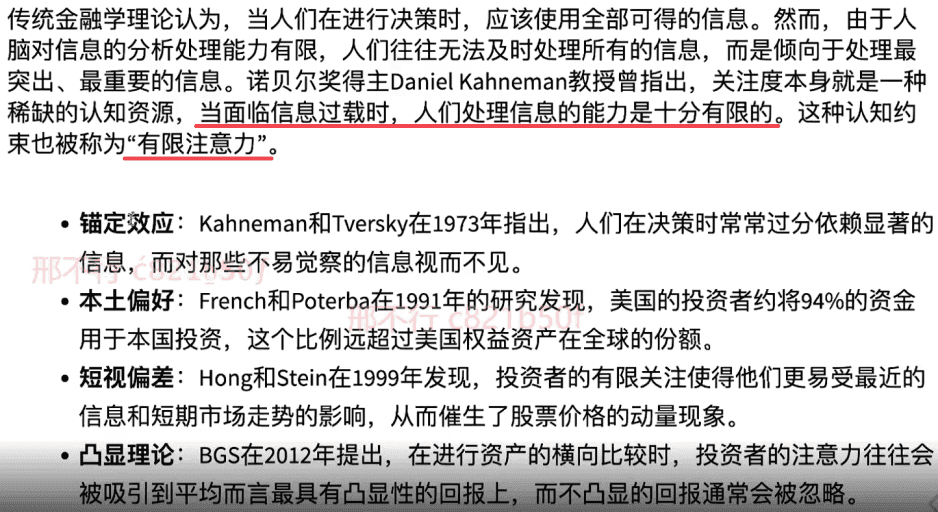 传统金融学理论认为，当人们在进行决策时，应该使用全部可得的信息。然而，由于人
脑对信息的分析处理能力有限，人们往往无法及时处理所有的信息，而是倾向于处理最
突出、最重要的信息。诺贝尔奖得主Daniel Kahneman教授曾指出，关注度本身就是一种
稀缺的认知资源，当面临信息过载时，人们处理信息的能力是十分有限的。这种认知约
束也被称为“有限注意力”。
• 锚定效应：Kahneman和Tversky在1973年指出，人们在决策时常常过分依赖显著的
信息，而对那些不易觉察的信息视而不见。
邢不行 c821b50f
• 本土偏好：French和Poterba在1991年的研究发现，美国的投资者约将94%的资金
邢不行 c821b50f
用于本国投资，这个比例远超过美国权益资产在全球的份额。
• 短视偏差：Hong和Stein在1999年发现，投资者的有限关注使得他们更易受最近的
信息和短期市场走势的影响，从而催生了股票价格的动量现象。
• 凸显理论：BGS在2012年提出，在进行资产的横向比较时，投资者的注意力往往会
被吸引到平均而言最具有凸显性的回报上，而不凸显的回报通常会被忽略。